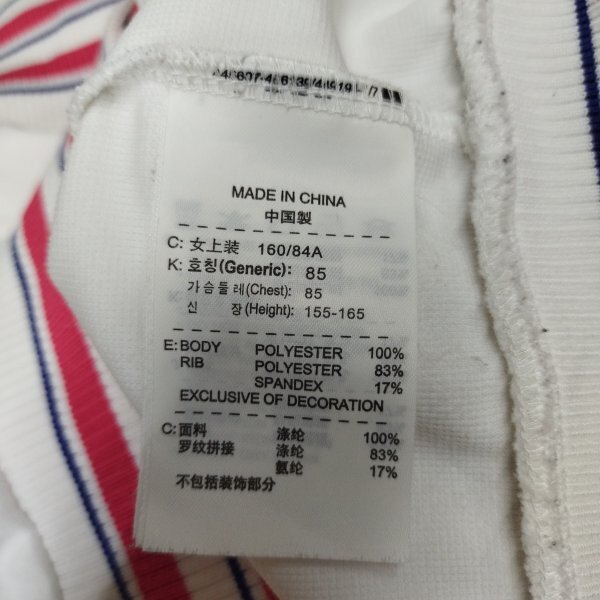 MADE IN CHINA
中国製
C: 女上装 160/84A
K: 호칭(Generic): 85
가슴둘레(Chest): 85
신 장(Height): 155-165
E: BODY POLYESTER 100%
RIB POLYESTER 83%
SPANDEX 17%
EXCLUSIVE OF DECORATION
C: 面料 涤纶 100%
罗纹拼接 涤纶 83%
氨纶 17%
不包括装饰部分